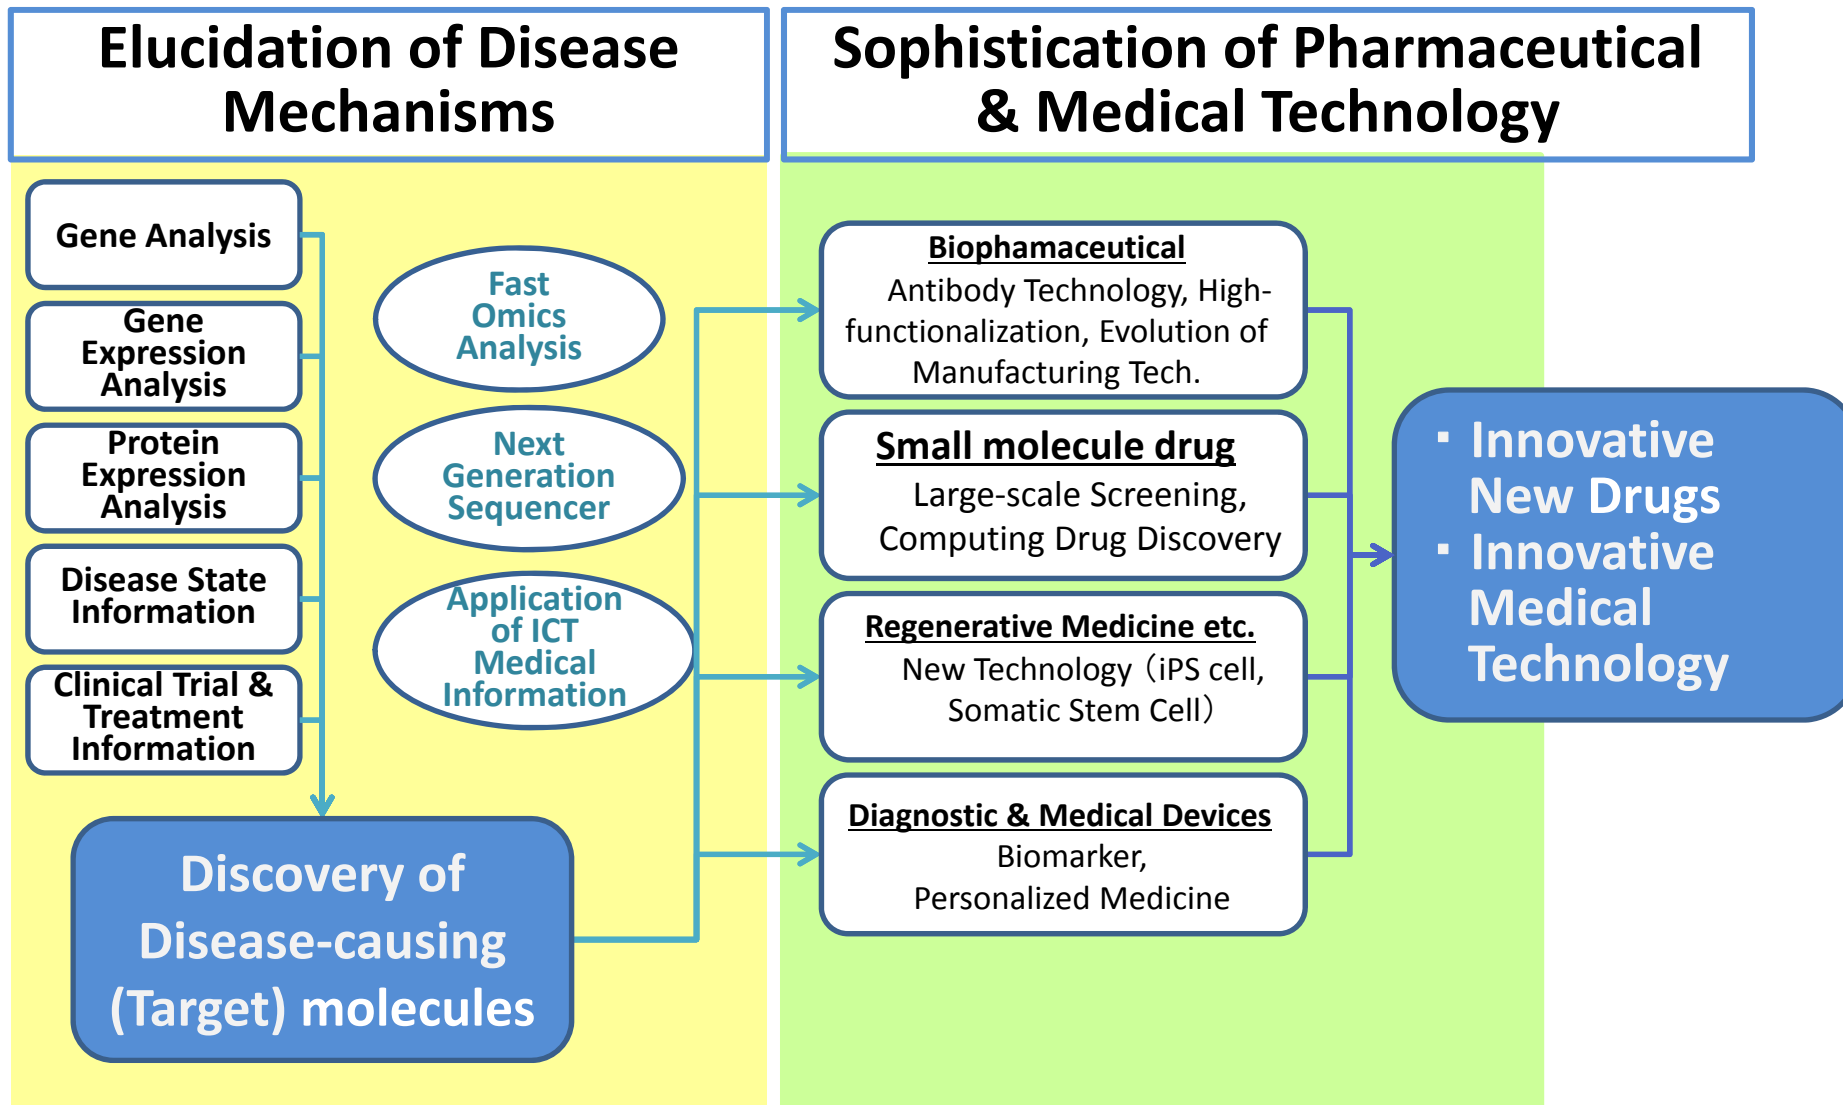 Elucidation of Disease
Mechanisms
Sophistication of Pharmaceutical
& Medical Technology
Gene Analysis
Gene
Expression
Analysis
Protein
Expression
Analysis
Disease State
Information
Clinical Trial &
Treatment
Information
Fast
Omics
Analysis
Next
Generation
Sequencer
Application
of ICT
Medical
Information
Discovery of
Disease-causing
(Target) molecules
Biophamaceutical
Antibody Technology, High-
functionalization, Evolution of
Manufacturing Tech.
Small molecule drug
Large-scale Screening,
Computing Drug Discovery
Regenerative Medicine etc.
New Technology（iPS cell,
Somatic Stem Cell）
Diagnostic & Medical Devices
Biomarker,
Personalized Medicine
・Innovative
New Drugs
・Innovative
Medical
Technology